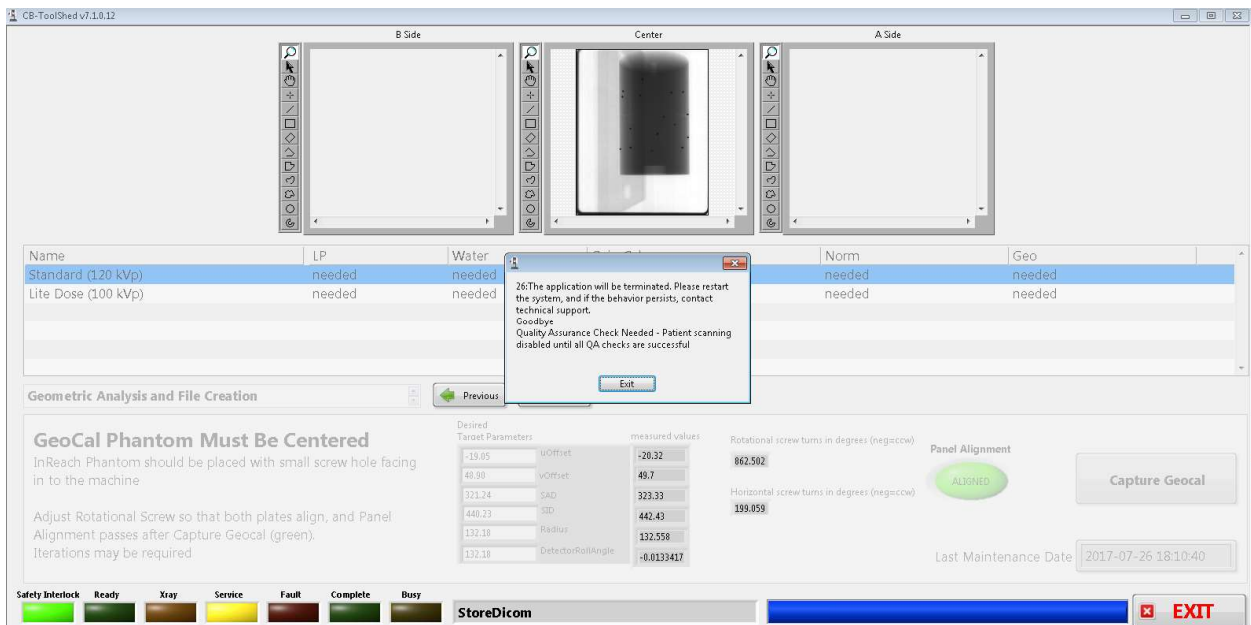 CB-ToolShed v7.1.0.12
B Side
Center
A Side
Name LP Water Norm Geo
Standard (120 kVp) needed needed needed needed
Lite Dose (100 kVp) needed needed needed needed
26:The application will be terminated. Please restart
the system, and if the behavior persists, contact
technical support.
Goodbye
Quality Assurance Check Needed - Patient scanning
disabled until all QA checks are successful
Exit
Geometric Analysis and File Creation
Previous
GeoCal Phantom Must Be Centered
InReach Phantom should be placed with small screw hole facing
in to the machine
Adjust Rotational Screw so that both plates align, and Panel
Alignment passes after Capture Geocal (green).
Iterations may be required
Desired
Target Parameters measured values
-19.05 uOffset -20.32
49.7
vOffset
321.24 SAD 323.33
440.23 SID 442.43
132.18 Radius 132.558
132.18 DetectorRollAngle -0.0133417
Rotational screw turns in degrees (neg=ccw)
862.502
Horizontal screw turns in degrees (neg=ccw)
199.059
Panel Alignment
ALIGNED
Capture Geocal
Last Maintenance Date 2017-07-26 18:10:40
Safety Interlock Ready Xray Service Fault Complete Busy
StoreDicom
EXIT